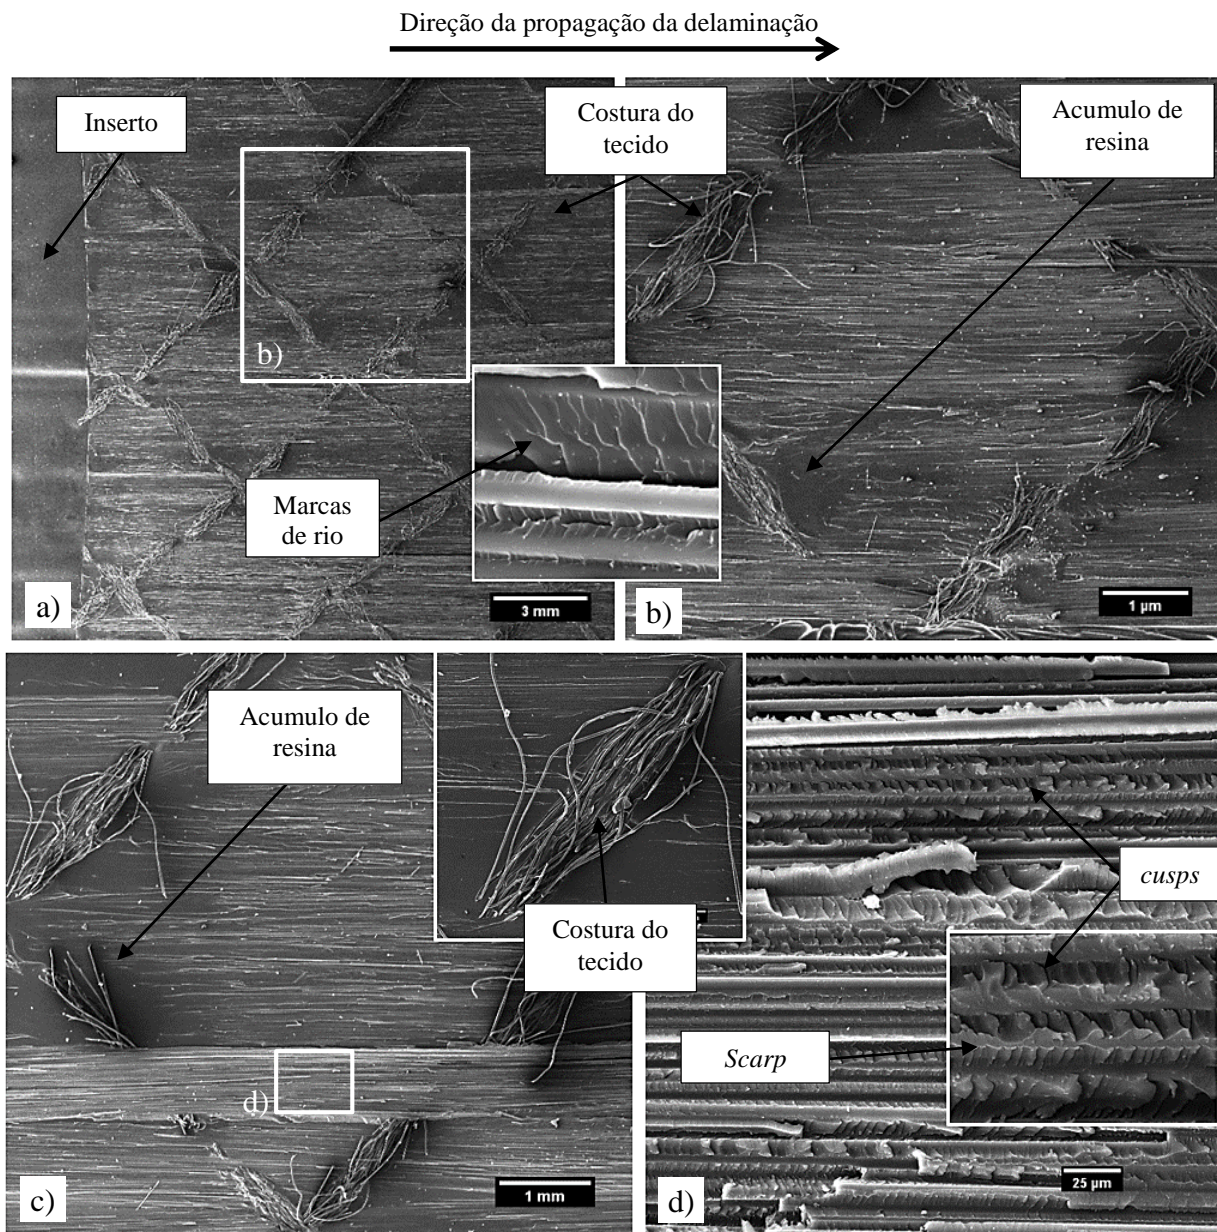 Direção da propagação da delaminação
Inserto
Costura do
tecido
Acumulo de
resina
b)
Marcas
de rio
a)
3 mm
b)
1 µm
Acumulo de
resina
Costura do
tecido
cusps
Scarp
d)
c)
1 mm
d)
25 µm